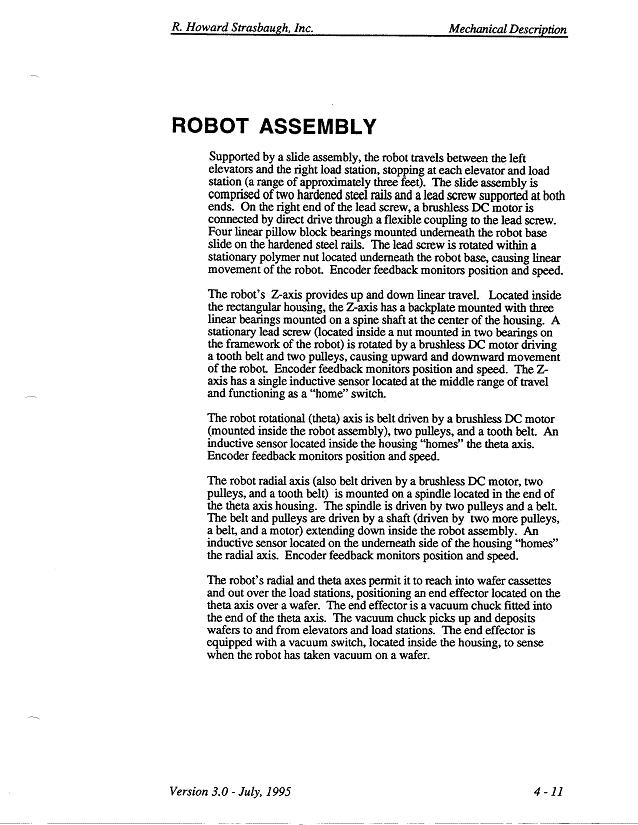 R. Howard Strasbaugh, Inc. Mechanical Description
ROBOT ASSEMBLY
Supported by a slide assembly, the robot travels between the left
elevators and the right load station, stopping at each elevator and load
station (a range of approximately three feet). The slide assembly is
comprised of two hardened steel rails and a lead screw supported at both
ends. On the right end of the lead screw, a brushless DC motor is
connected by direct drive through a flexible coupling to the lead screw.
Four linear pillow block bearings mounted underneath the robot base
slide on the hardened steel rails. The lead screw is rotated within a
stationary polymer nut located underneath the robot base, causing linear
movement of the robot. Encoder feedback monitors position and speed.
The robot's Z-axis provides up and down linear travel. Located inside
the rectangular housing, the Z-axis has a backplate mounted with three
linear bearings mounted on a spine shaft at the center of the housing. A
stationary lead screw (located inside a nut mounted in two bearings on
the framework of the robot) is rotated by a brushless DC motor driving
a tooth belt and two pulleys, causing upward and downward movement
of the robot. Encoder feedback monitors position and speed. The Z-
axis has a single inductive sensor located at the middle range of travel
and functioning as a "home" switch.
The robot rotational (theta) axis is belt driven by a brushless DC motor
(mounted inside the robot assembly), two pulleys, and a tooth belt. An
inductive sensor located inside the housing "homes" the theta axis.
Encoder feedback monitors position and speed.
The robot radial axis (also belt driven by a brushless DC motor, two
pulleys, and a tooth belt) is mounted on a spindle located in the end of
the theta axis housing. The spindle is driven by two pulleys and a belt.
The belt and pulleys are driven by a shaft (driven by two more pulleys,
a belt, and a motor) extending down inside the robot assembly. An
inductive sensor located on the underneath side of the housing "homes"
the radial axis. Encoder feedback monitors position and speed.
The robot's radial and theta axes permit it to reach into wafer cassettes
and out over the load stations, positioning an end effector located on the
theta axis over a wafer. The end effector is a vacuum chuck fitted into
the end of the theta axis. The vacuum chuck picks up and deposits
wafers to and from elevators and load stations. The end effector is
equipped with a vacuum switch, located inside the housing, to sense
when the robot has taken vacuum on a wafer.
Version 3.0 - July, 1995 4 - 11